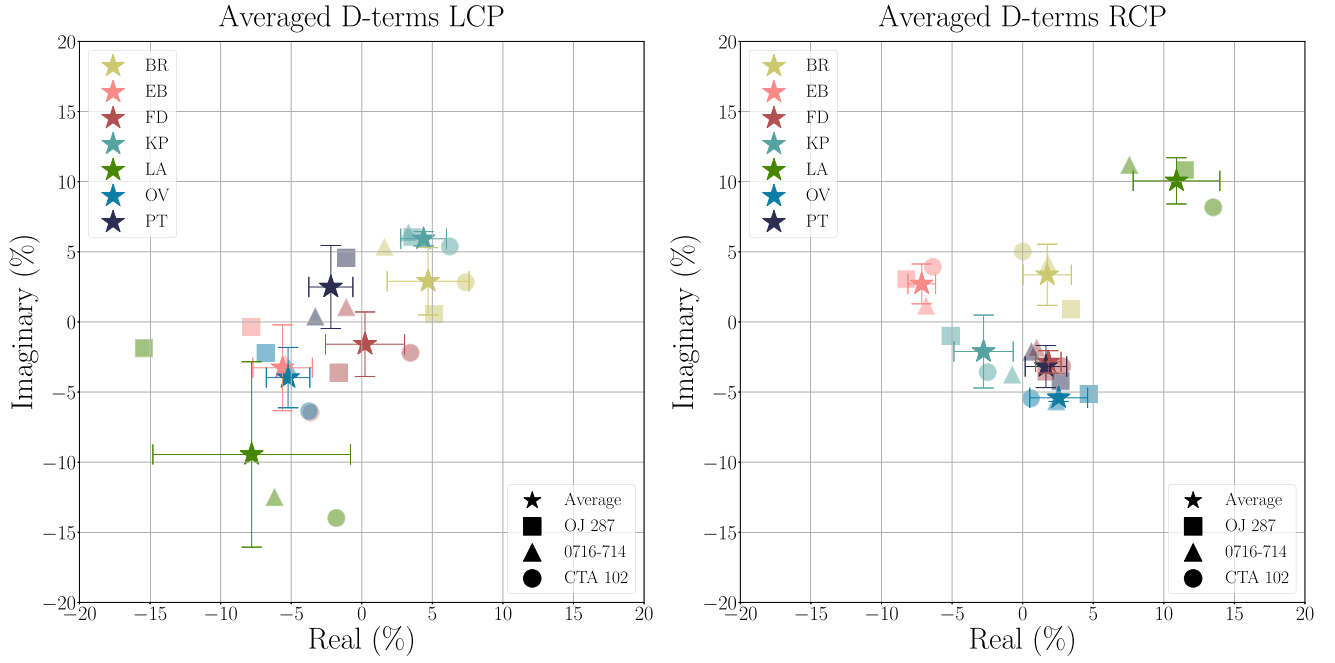 Averaged D-terms LCP
20
15
10
5
0
−5
−10
−15
−20
Imaginary (%)
BR
EB
FD
KP
LA
OV
PT
Average
OJ 287
0716-714
CTA 102
−20 −15 −10 −5 0 5 10 15 20
Real (%)
Averaged D-terms RCP
20
15
10
5
0
−5
−10
−15
−20
Imaginary (%)
BR
EB
FD
KP
LA
OV
PT
Average
OJ 287
0716-714
CTA 102
−20 −15 −10 −5 0 5 10 15 20
Real (%)